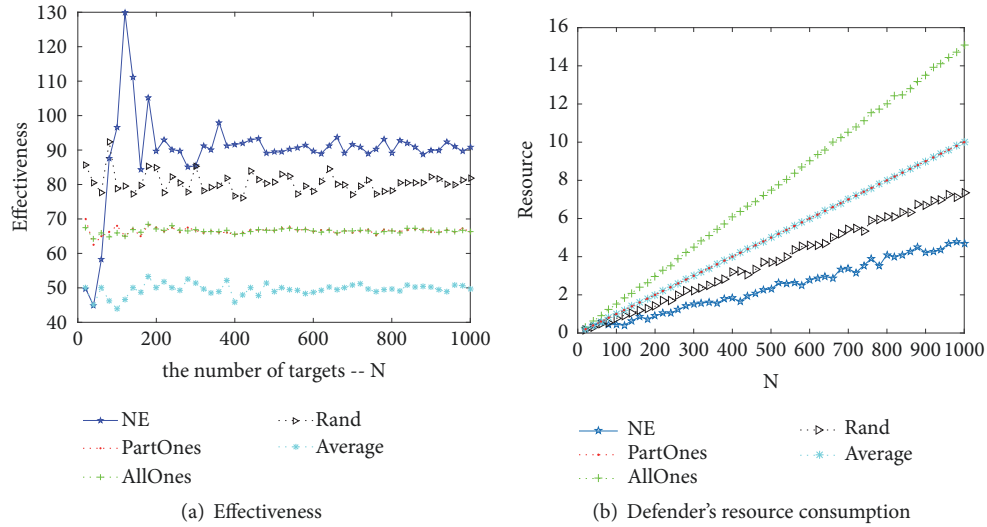 130
120
110
100
90
80
70
60
50
40
Effectiveness
0
200
400
600
800
1000
the number of targets -- N
NE
PartOnes
AllOnes
Rand
Average
(a) Effectiveness
16
14
12
10
8
6
4
2
0
Resource
0 100 200 300 400 500 600 700 800 900 1000
N
NE
PartOnes
AllOnes
Rand
Average
(b) Defender's resource consumption